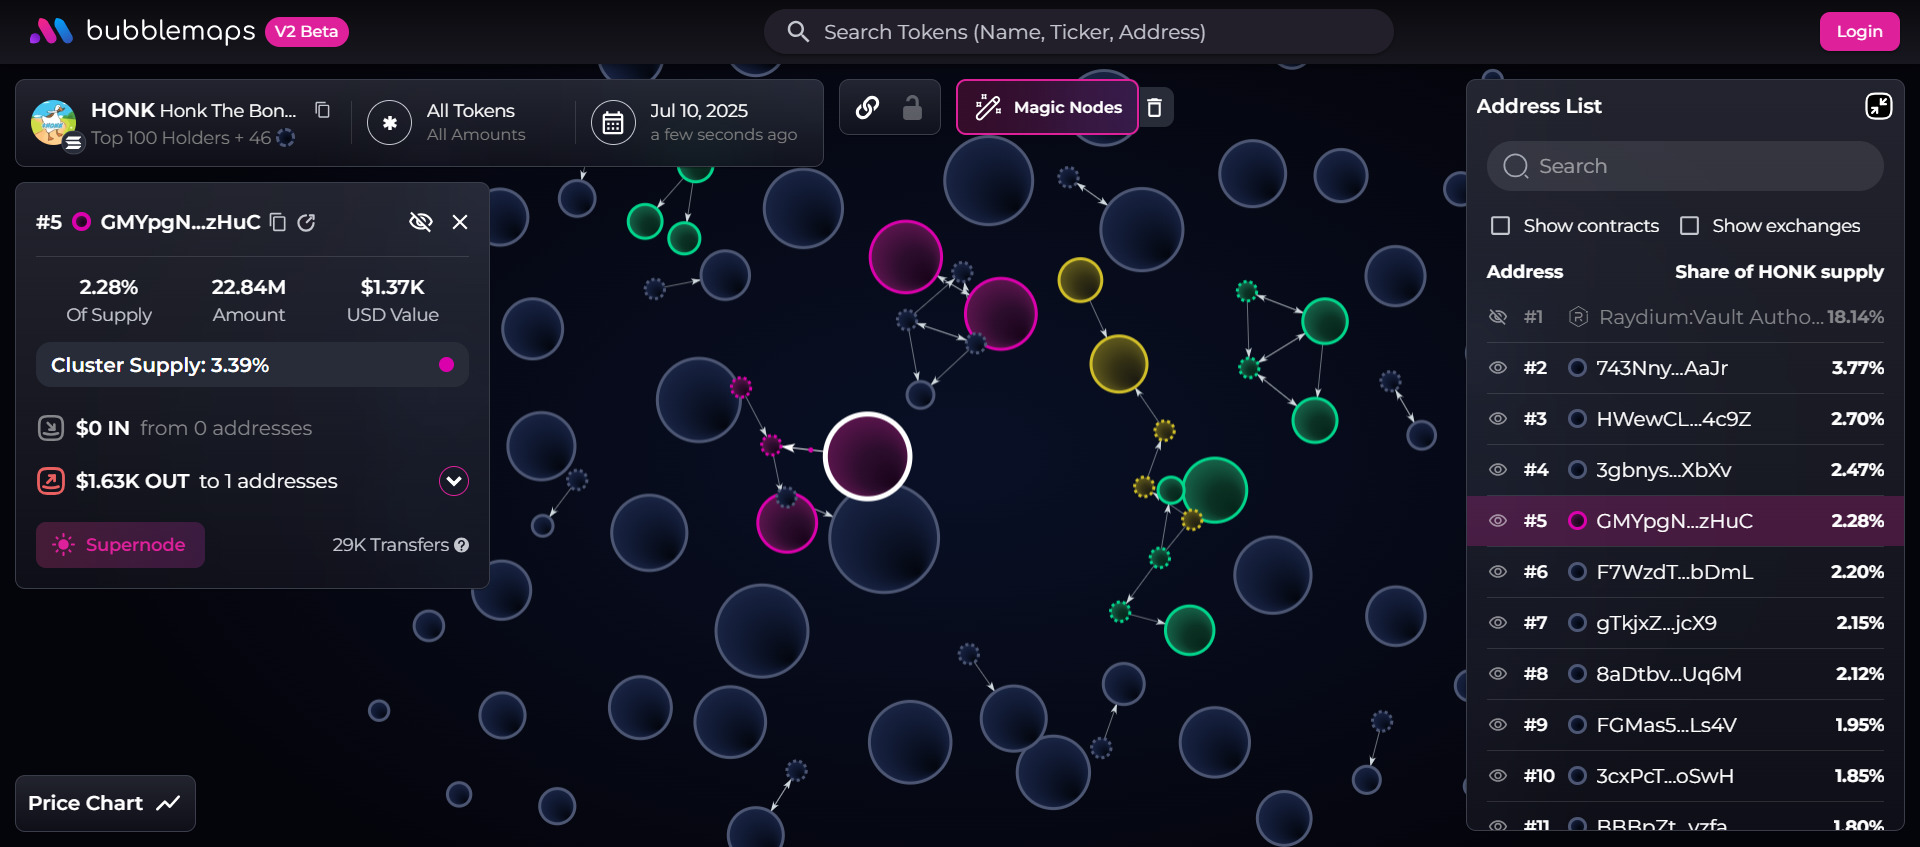 bubblemaps V2 Beta
Search Tokens (Name, Ticker, Address)
Login
HONK Honk The Bon...
Top 100 Holders + 46
All Tokens
All Amounts
Jul 10, 2025
a few seconds ago
Magic Nodes
#5 GMYpgN...zHuC
2.28%
Of Supply
22.84M
Amount
$1.37K
USD Value
Cluster Supply: 3.39%
$0 IN from 0 addresses
$1.63K OUT to 1 addresses
Supernode
29K Transfers ?
Price Chart
Address List
Search
Show contracts
Show exchanges
Address Share of HONK supply
#1 Raydium:Vault Autho... 18.14%
#2 743Nny...AaJr 3.77%
#3 HWewCL...4c9Z 2.70%
#4 3gbnys...XbXv 2.47%
#5 GMYpgN...zHuC 2.28%
#6 F7WzdT...bDmL 2.20%
#7 gTkjxZ...jcX9 2.15%
#8 8aDtbv...Uq6M 2.12%
#9 FGMas5...Ls4V 1.95%
#10 3cxPcT...oSwH 1.85%
#11 BBBpZt...vzfa 1.80%